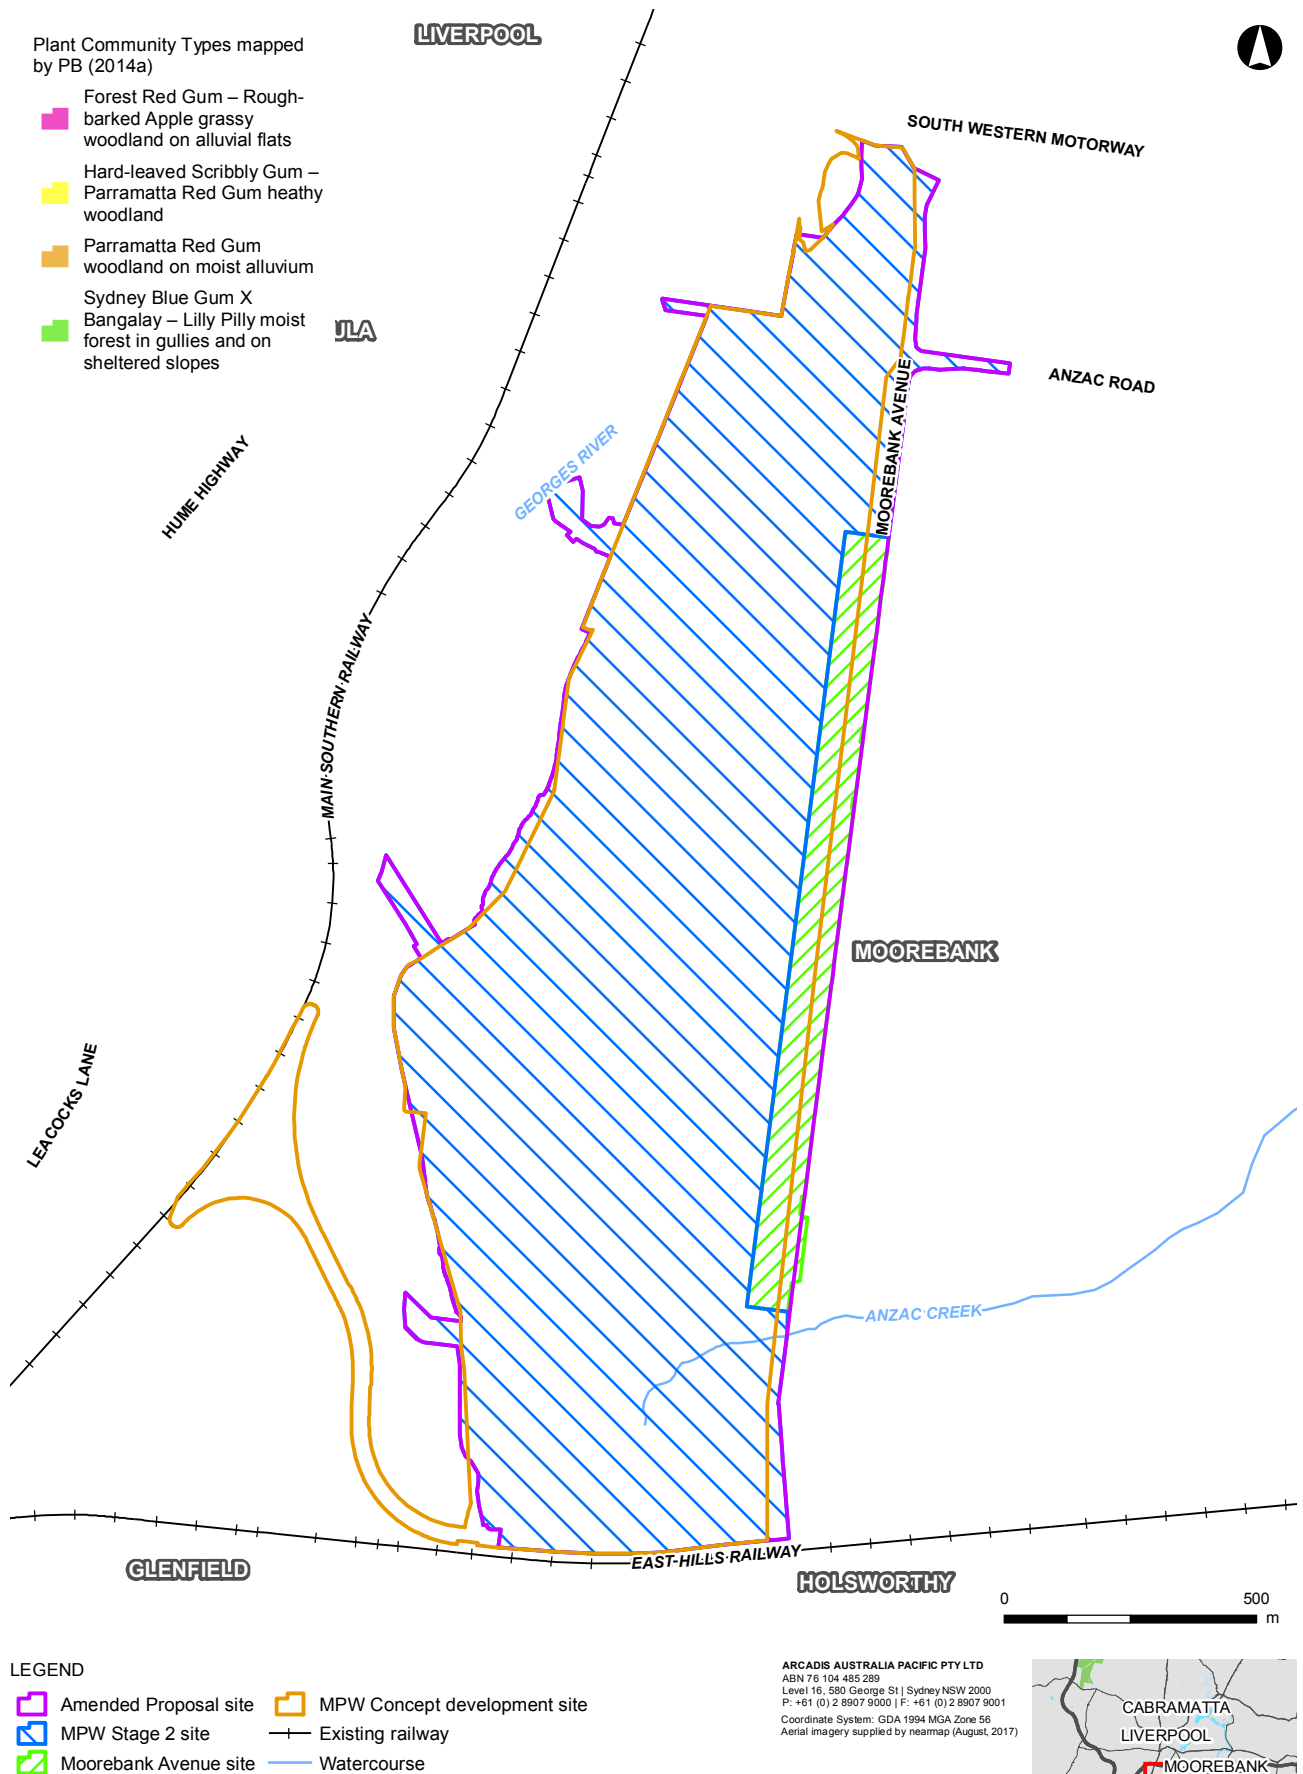 LIVERPOOL
Plant Community Types mapped
by PB (2014a)
Forest Red Gum – Rough-
barked Apple grassy
woodland on alluvial flats
Hard-leaved Scribbly Gum –
Parramatta Red Gum heathy
woodland
Parramatta Red Gum
woodland on moist alluvium
Sydney Blue Gum X
Bangalay – Lilly Pilly moist
forest in gullies and on
sheltered slopes
ULA
SOUTH WESTERN MOTORWAY
ANZAC ROAD
MOOREBANK AVENUE
GEORGES RIVER
HUME HIGHWAY
MAIN SOUTHERN RAILWAY
MOOREBANK
LEACOCKS LANE
ANZAC CREEK
EAST HILLS RAILWAY
GLENFIELD
HOLSWORTHY
0 500
m
LEGEND
Amended Proposal site
MPW Stage 2 site
Moorebank Avenue site
MPW Concept development site
Existing railway
Watercourse
ARCADIS AUSTRALIA PACIFIC PTY LTD
ABN 76 104 485 289
Level 16, 580 George St | Sydney NSW 2000
P: +61 (0) 2 8907 9000 | F: +61 (0) 2 8907 9001
Coordinate System: GDA 1994 MGA Zone 56
Aerial imagery supplied by nearmap (August, 2017)
CABRAMATTA
LIVERPOOL
MOOREBANK